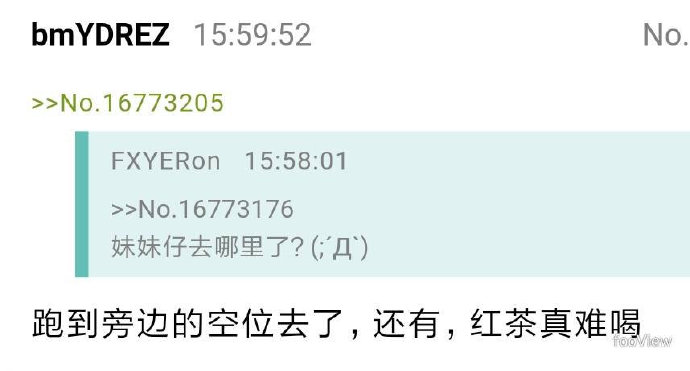 bmYDREZ 15:59:52 No.
>>No.16773205
FXYERon 15:58:01
>>No.16773176
妹妹仔去哪里了? (;´Д`)
跑到旁边的空位去了，还有，红茶真难喝
fooView